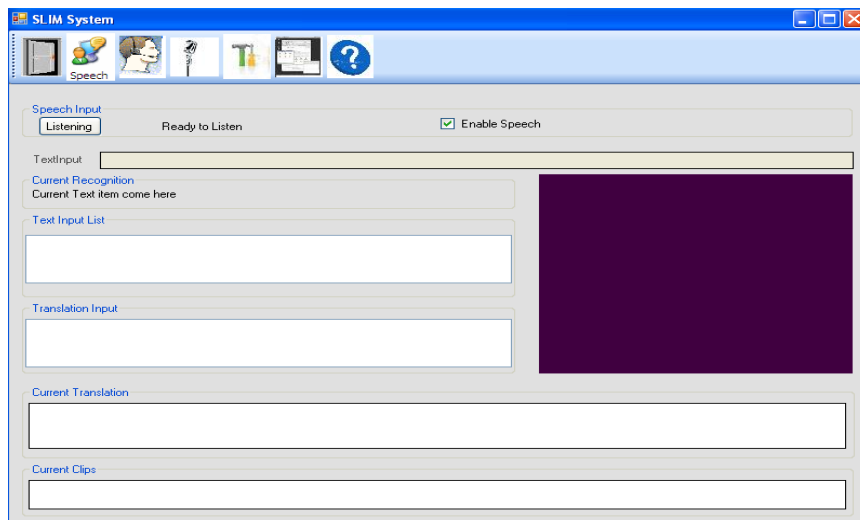 SLIM System
Speech
Speech Input
Listening
Ready to Listen
Enable Speech
TextInput
Current Recognition
Current Text item come here
Text Input List
Translation Input
Current Translation
Current Clips